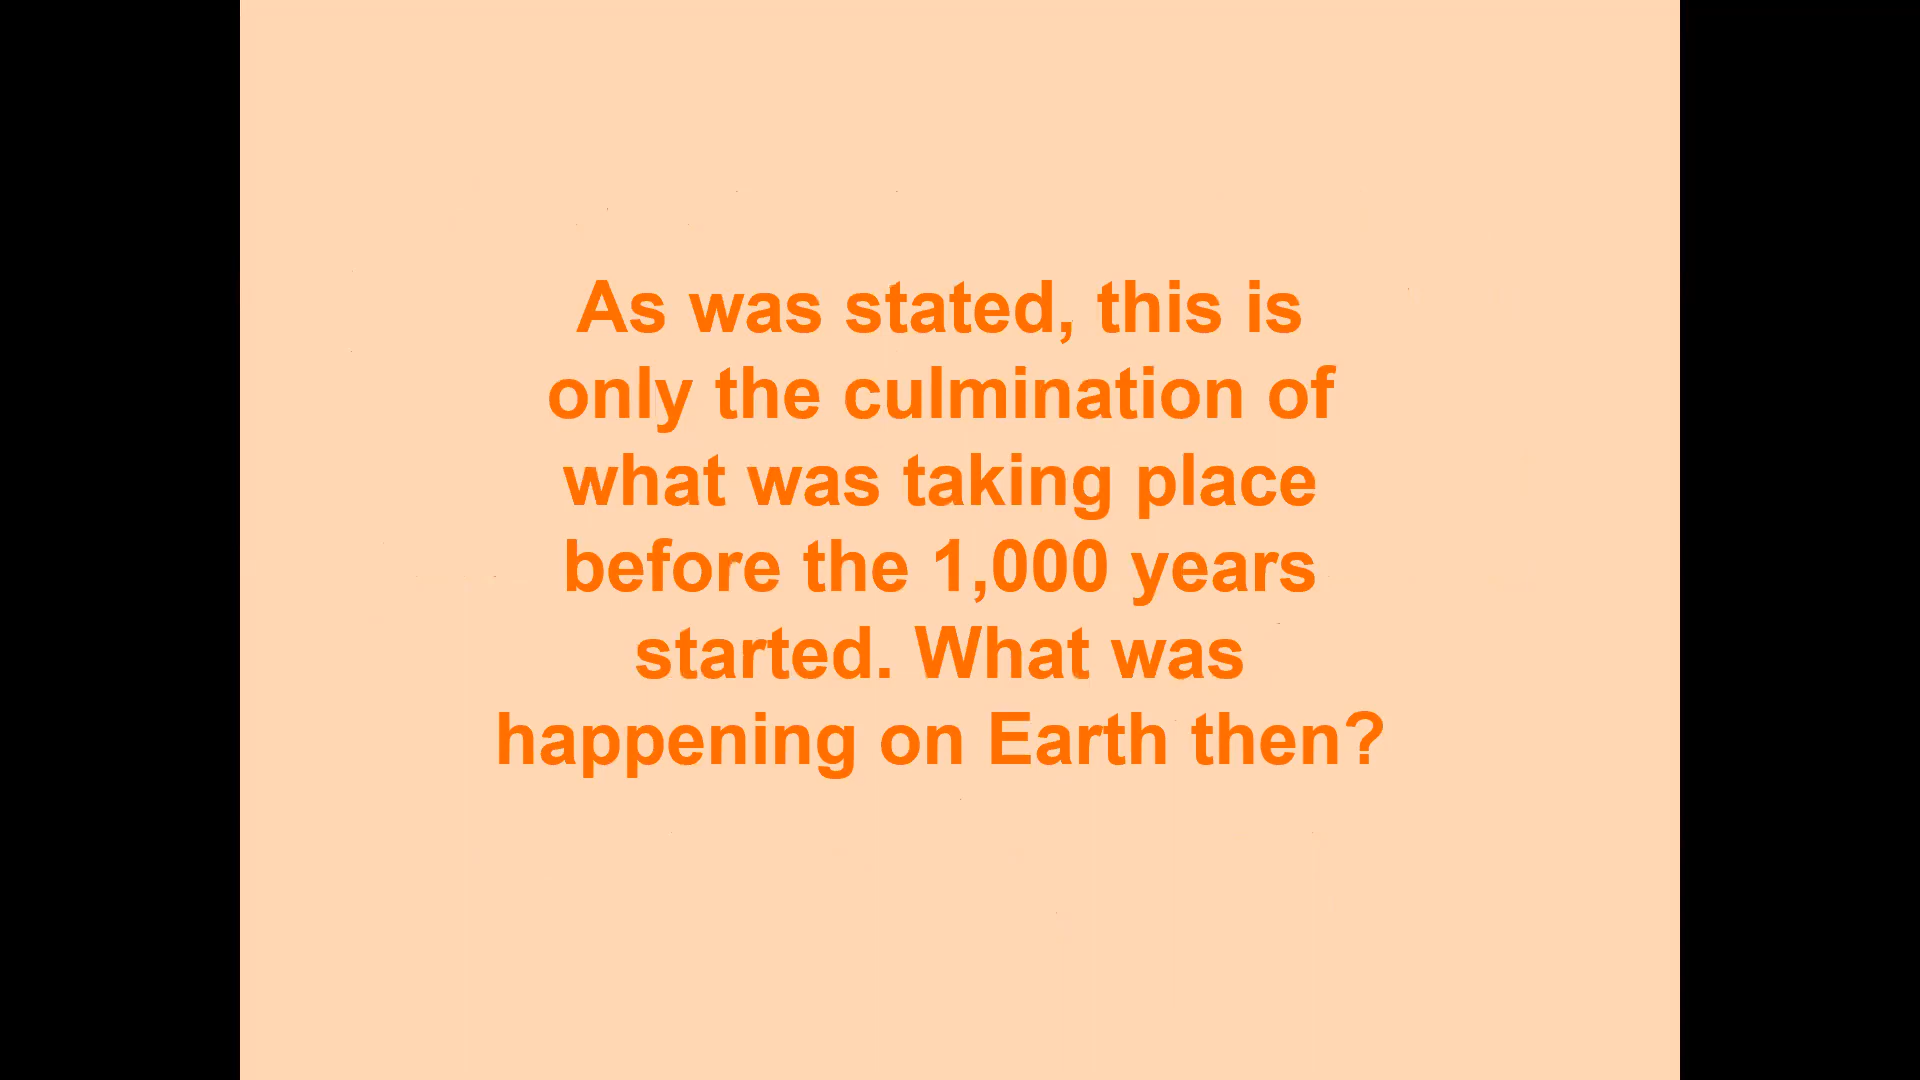 As was stated, this is
only the culmination of
what was taking place
before the 1,000 years
started. What was
happening on Earth then?